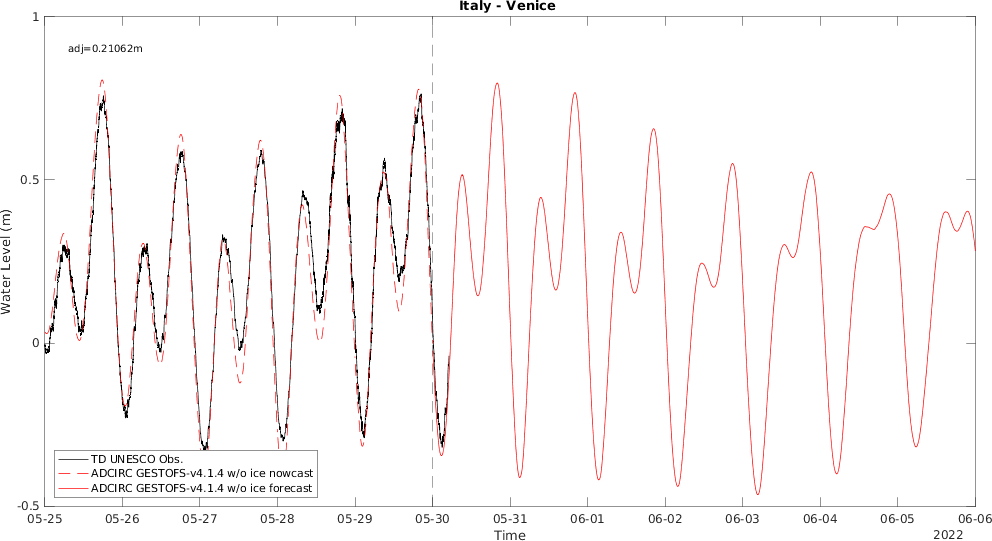 Italy - Venice
adj=0.21062m
1
0.5
0
-0.5
Water Level (m)
TD UNESCO Obs.
ADCIRC GESTOFS-v4.1.4 w/o ice nowcast
ADCIRC GESTOFS-v4.1.4 w/o ice forecast
05-25 05-26 05-27 05-28 05-29 05-30 05-31 06-01 06-02 06-03 06-04 06-05 06-06
Time
2022